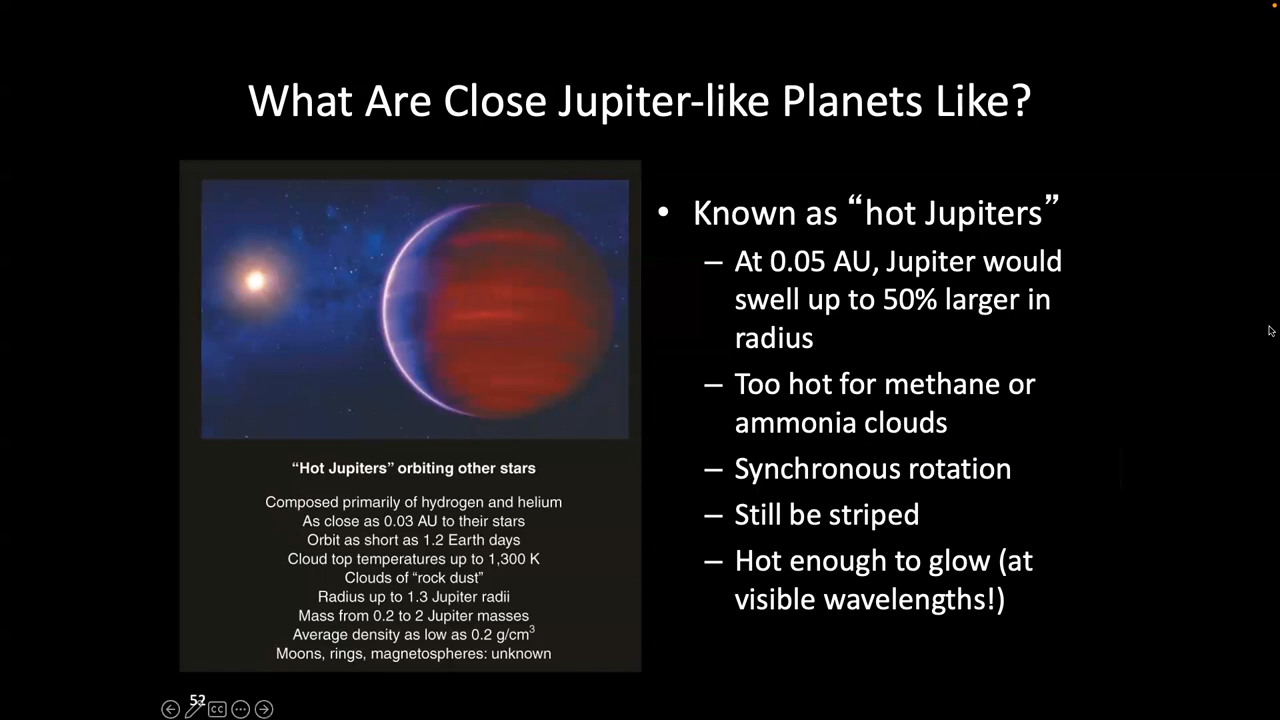 What Are Close Jupiter-like Planets Like?
“Hot Jupiters” orbiting other stars
Composed primarily of hydrogen and helium
As close as 0.03 AU to their stars
Orbit as short as 1.2 Earth days
Cloud top temperatures up to 1,300 K
Clouds of “rock dust”
Radius up to 1.3 Jupiter radii
Mass from 0.2 to 2 Jupiter masses
Average density as low as 0.2 g/cm³
Moons, rings, magnetospheres: unknown
• Known as “hot Jupiters”
– At 0.05 AU, Jupiter would
swell up to 50% larger in
radius
– Too hot for methane or
ammonia clouds
– Synchronous rotation
– Still be striped
– Hot enough to glow (at
visible wavelengths!)
52
CC